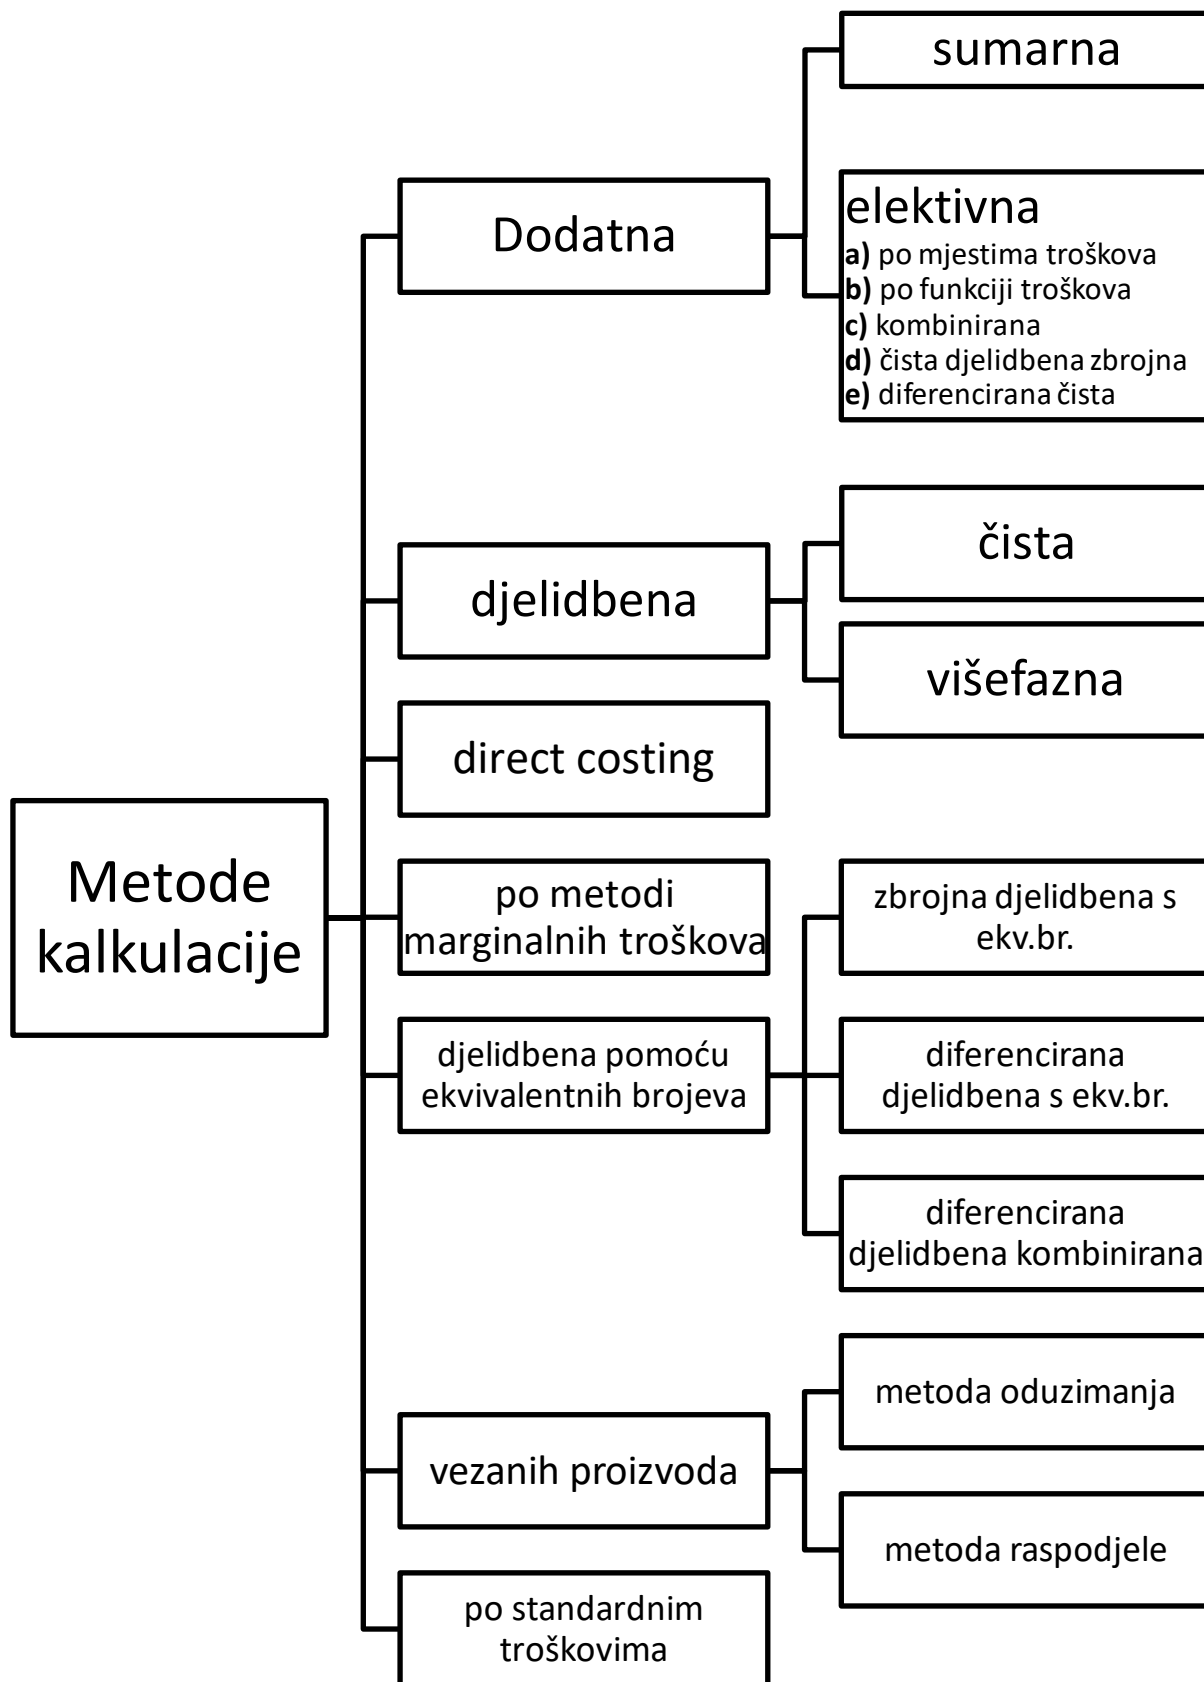 Metode
kalkulacije
Dodatna
sumarna
elektivna
a) po mjestima troškova
b) po funkciji troškova
c) kombinirana
d) čista djelidbena zbrojna
e) diferencirana čista
djelidbena
čista
višefazna
direct costing
po metodi
marginalnih troškova
djelidbena pomoću
ekvivalentnih brojeva
zbrojna djelidbena s
ekv.br.
diferencirana
djelidbena s ekv.br.
diferencirana
djelidbena kombinirana
vezanih proizvoda
metoda oduzimanja
metoda raspodjele
po standardnim
troškovima